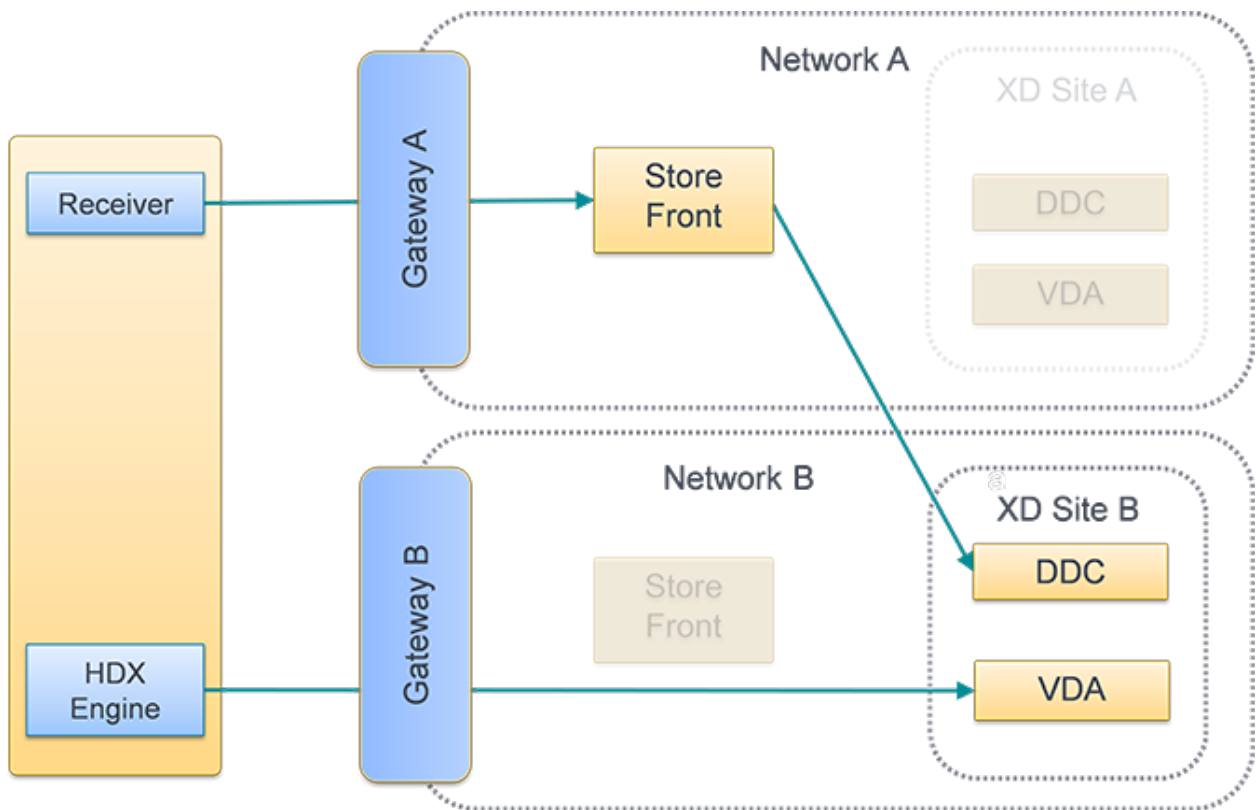 Network A
XD Site A
Receiver
Gateway A
Store
Front
DDC
VDA
Network B
XD Site B
Gateway B
Store
Front
DDC
HDX
Engine
VDA